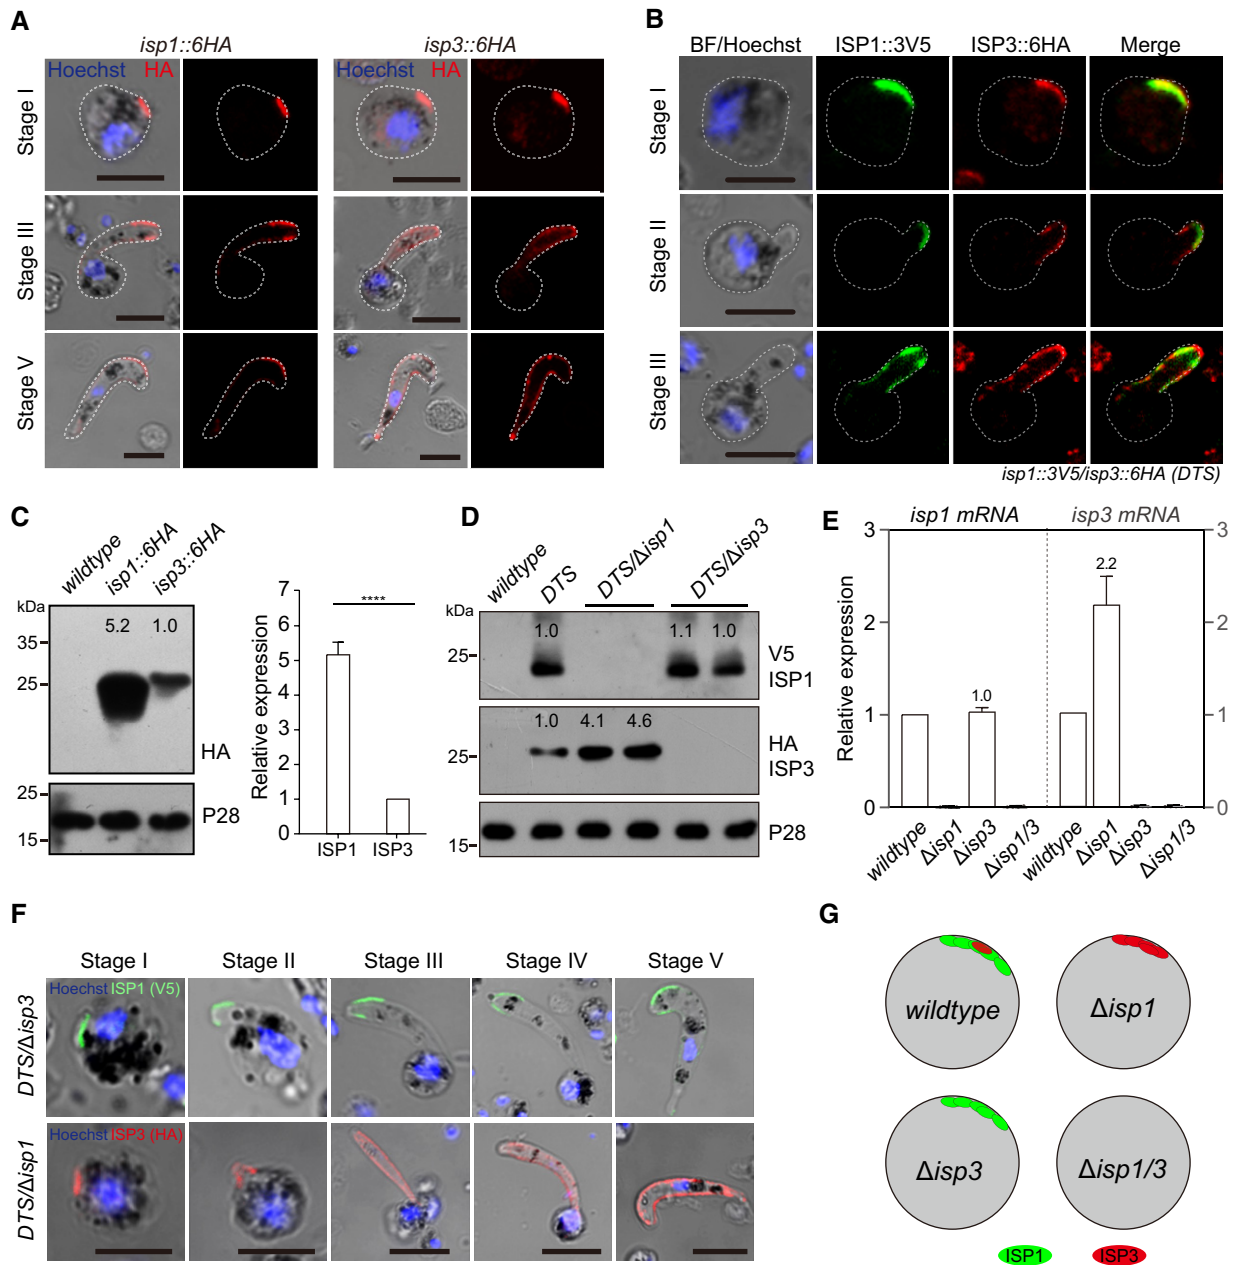 A
isp1::6HA
isp3::6HA
Hoechst HA
Hoechst HA
Stage I
Stage III
Stage V
B
BF/Hoechst ISP1::3V5 ISP3::6HA Merge
Stage I
Stage II
Stage III
isp1::3V5/isp3::6HA (DTS)
C
wildtype isp1::6HA isp3::6HA
kDa
5.2 1.0
35
25
HA
25
P28
15
Relative expression
7
6
5
4
3
2
1
0
****
ISP1 ISP3
D
wildtype DTS DTS/Δisp1 DTS/Δisp3
kDa
1.0 1.1 1.0
25
V5
ISP1
1.0 4.1 4.6
25
HA
ISP3
P28
15
E
isp1 mRNA isp3 mRNA
Relative expression
3
2
1
0
3
2
1
0
1.0
2.2
wildtype Δisp1 Δisp3 Δisp1/3 wildtype Δisp1 Δisp3 Δisp1/3
F
Stage I Stage II Stage III Stage IV Stage V
DTS/Δisp3
Hoechst ISP1 (V5)
DTS/Δisp1
Hoechst ISP3 (HA)
G
wildtype
Δisp1
Δisp3
Δisp1/3
ISP1 ISP3